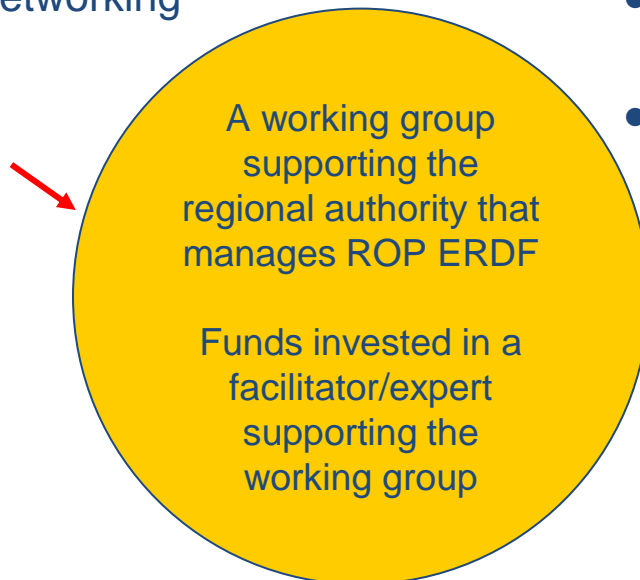 etworking
A working group
supporting the
regional authority that
manages ROP ERDF
Funds invested in a
facilitator/expert
supporting the
working group